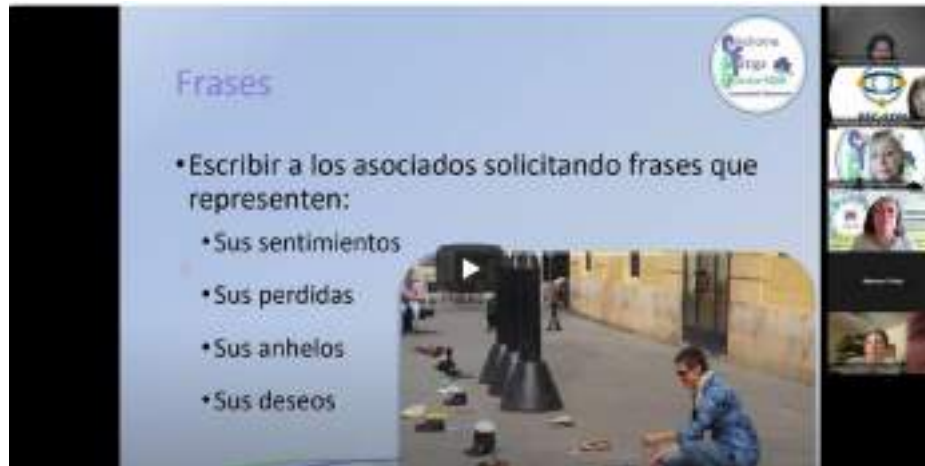 Frases
•Escribir a los asociados solicitando frases que
representen:
•Sus sentimientos
•Sus perdidas
•Sus anhelos
•Sus deseos